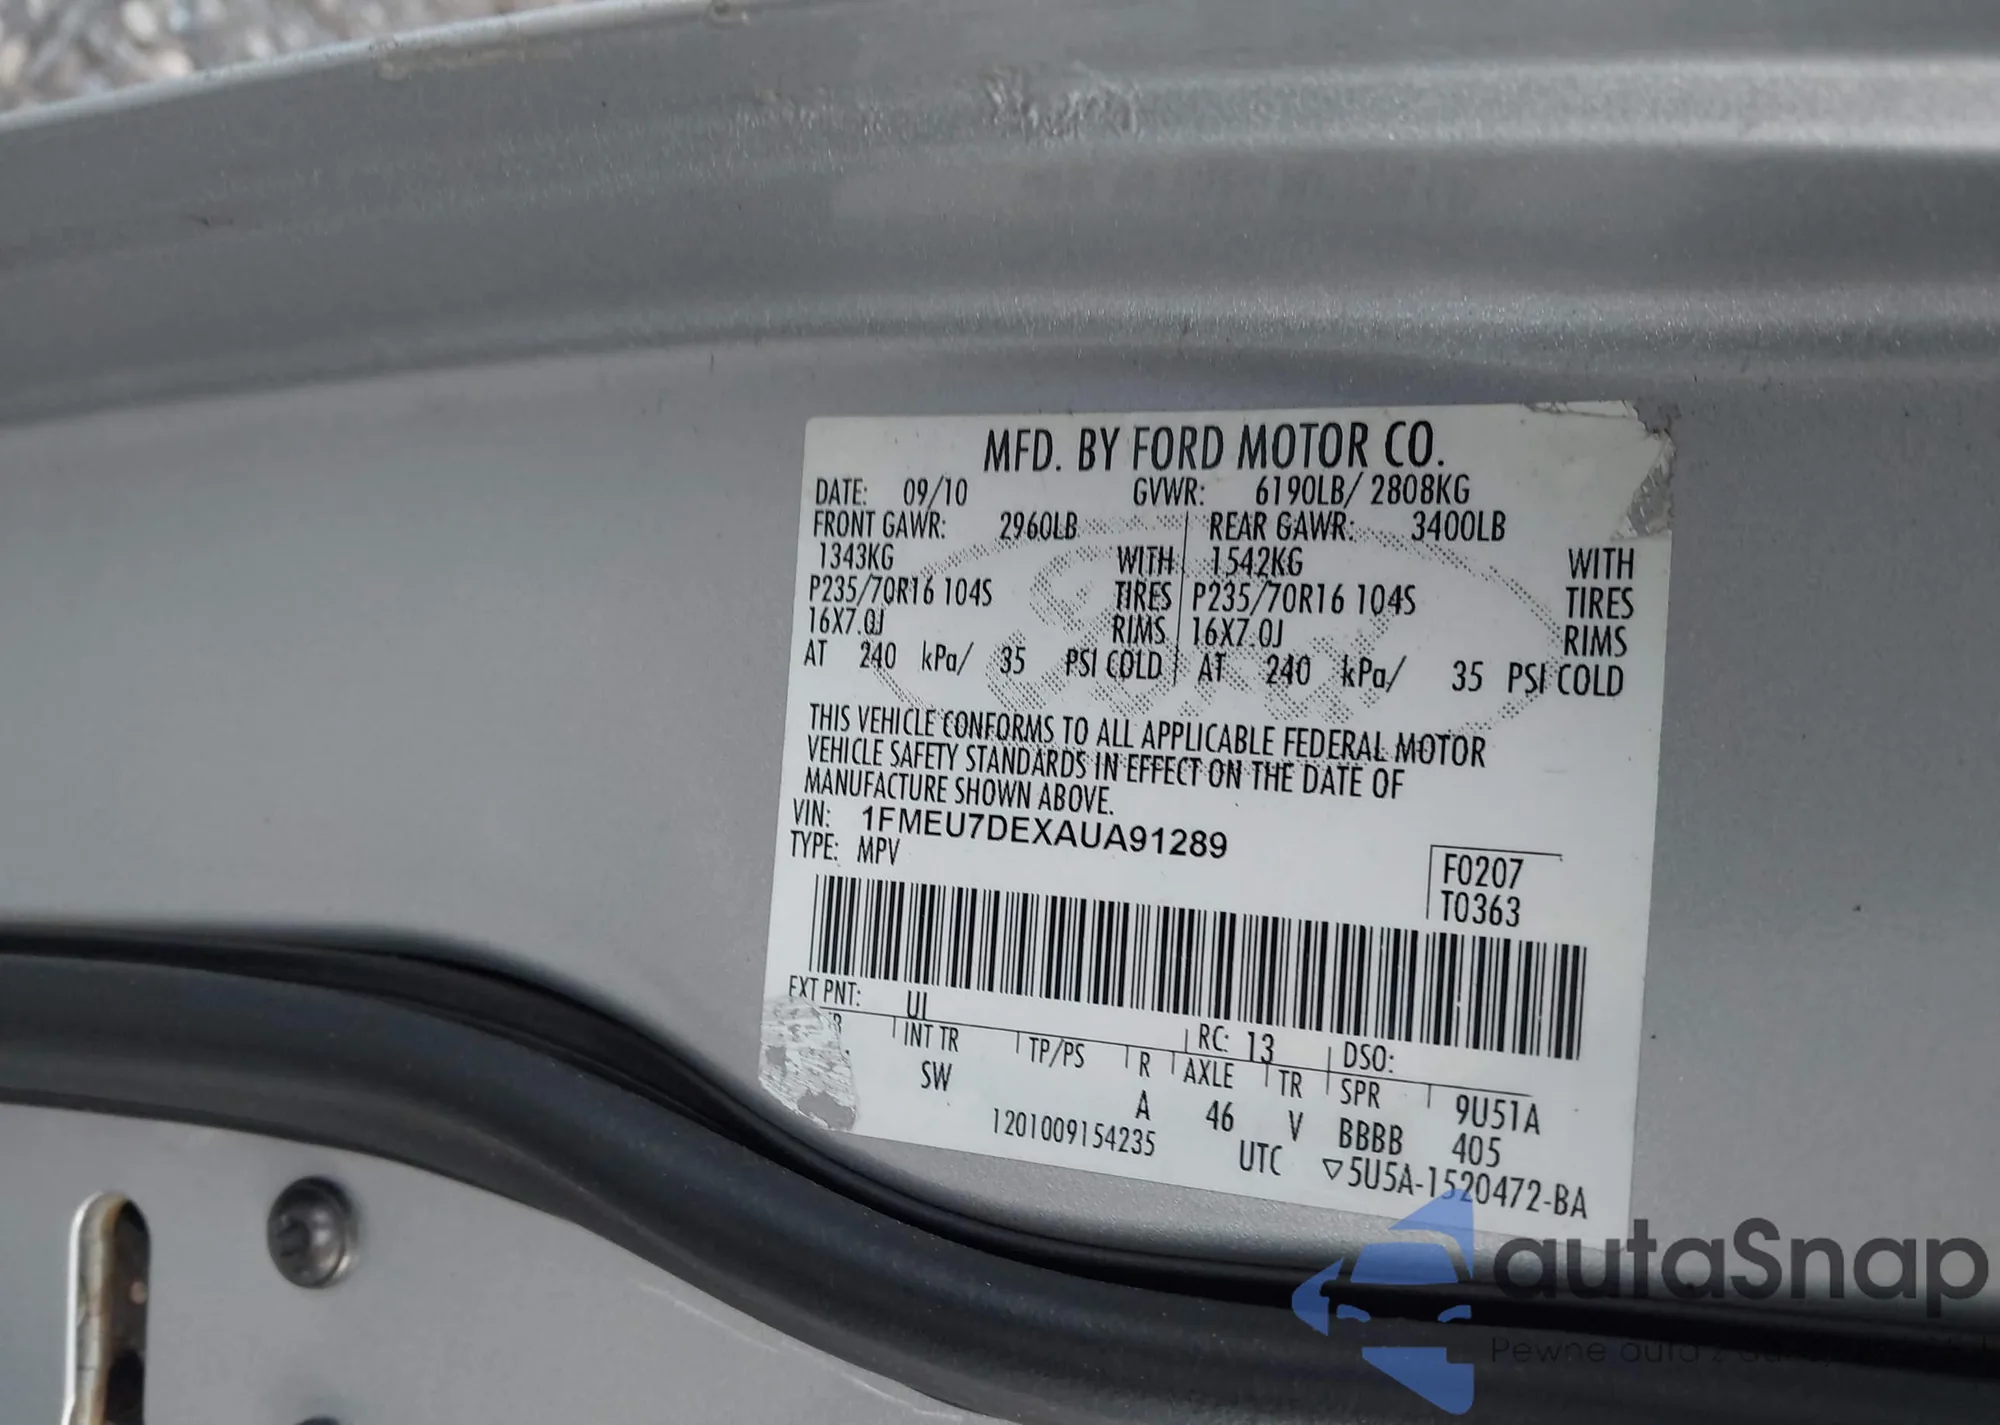 MFD. BY FORD MOTOR CO.
DATE: 09/10 GVWR: 6190LB/ 2808KG
FRONT GAWR: 2960LB REAR GAWR: 3400LB
1343KG WITH 1542KG WITH
P235/70R16 104S TIRES P235/70R16 104S TIRES
16X7.0J RIMS 16X7.0J RIMS
AT 240 kPa/ 35 PSI COLD AT 240 kPa/ 35 PSI COLD
THIS VEHICLE CONFORMS TO ALL APPLICABLE FEDERAL MOTOR
VEHICLE SAFETY STANDARDS IN EFFECT ON THE DATE OF
MANUFACTURE SHOWN ABOVE.
VIN: 1FMEU7DEXAUA91289
TYPE: MPV
F0207
T0363
EXT PNT: UI RC: 13 DSO:
INT TR TP/PS R AXLE TR SPR 9U51A
SW A 46 V BBBB 405
1201009154235 UTC ▽5U5A-1520472-BA
autaSnap
Pewne auto z